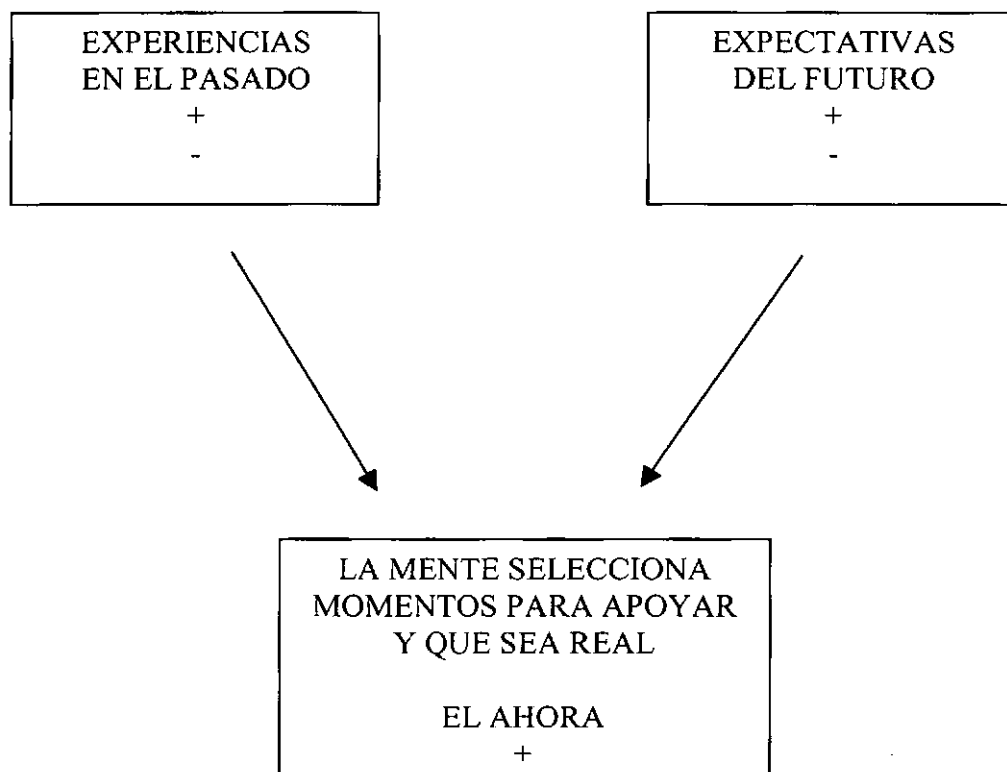 EXPERIENCIAS
EN EL PASADO
+
-
EXPECTATIVAS
DEL FUTURO
+
-
LA MENTE SELECCIONA
MOMENTOS PARA APOYAR
Y QUE SEA REAL
EL AHORA
+